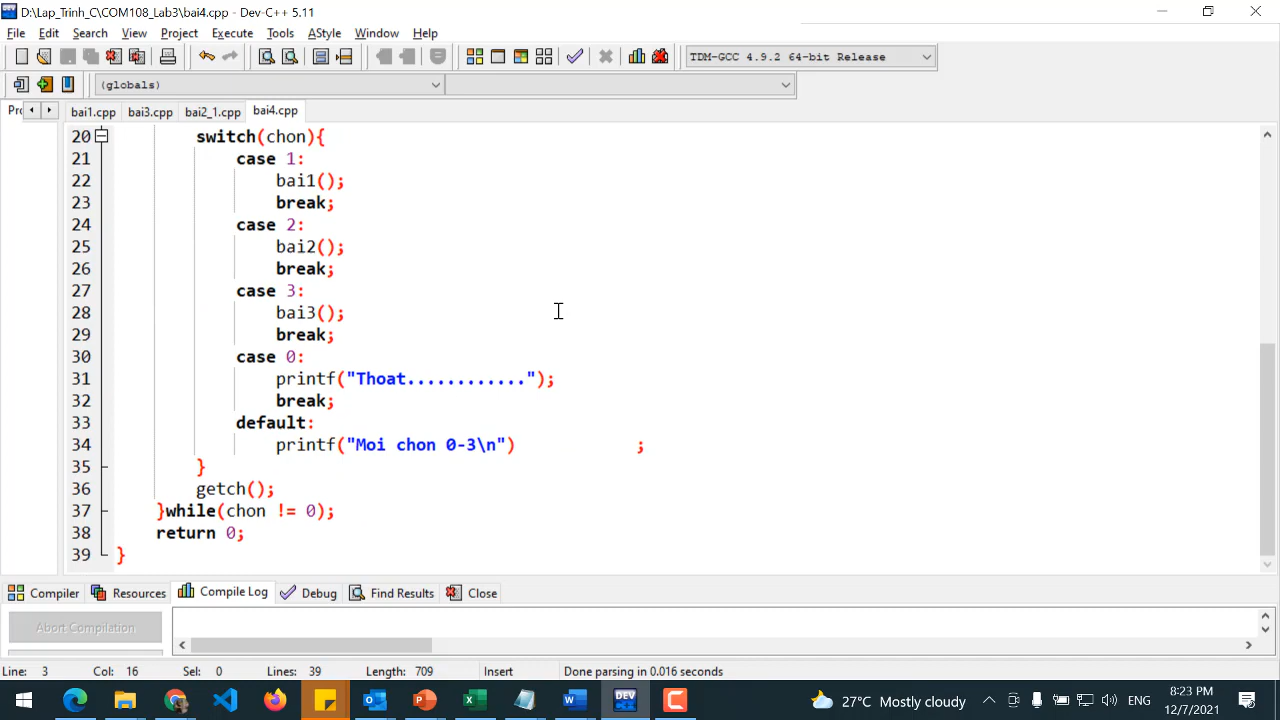 D:\Lap_Trinh_C\COM108_Lab3\bai4.cpp - Dev-C++ 5.11
File Edit Search View Project Execute Tools AStyle Window Help
TDM-GCC 4.9.2 64-bit Release
(globals)
Prc bai1.cpp bai3.cpp bai2_1.cpp bai4.cpp
20 switch(chon){
21 case 1:
22 bai1();
23 break;
24 case 2:
25 bai2();
26 break;
27 case 3:
28 bai3();
29 break;
30 case 0:
31 printf("Thoat............");
32 break;
33 default:
34 printf("Moi chon 0-3\n") ;
35 }
36 getch();
37 }while(chon != 0);
38 return 0;
39 }
Compiler Resources Compile Log Debug Find Results Close
Abort Compilation
Line: 3 Col: 16 Sel: 0 Lines: 39 Length: 709 Insert Done parsing in 0.016 seconds
DEV 27°C Mostly cloudy ENG 8:23 PM
12/7/2021